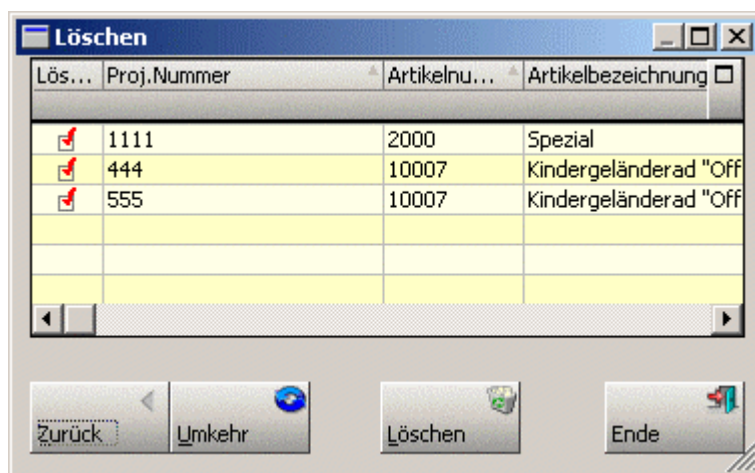 Löschen
Lös... Proj.Nummer Artikelnu... Artikelbezeichnung
1111 2000 Spezial
444 10007 Kindergeländerad "Off
555 10007 Kindergeländerad "Off
Zurück Umkehr Löschen Ende